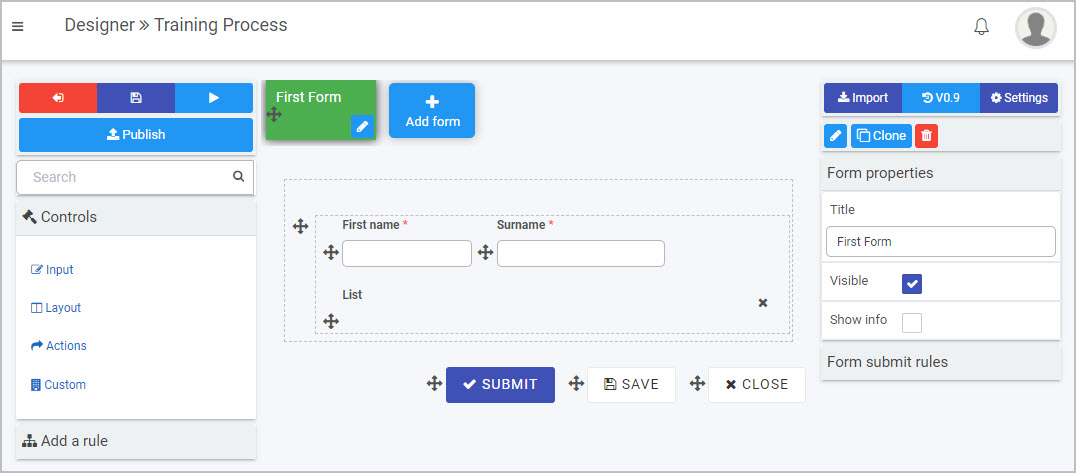 Designer » Training Process
Publish
Search
Controls
Input
Layout
Actions
Custom
Add a rule
First Form
Add form
First name *
Surname *
List
SUBMIT
SAVE
CLOSE
Import
V0.9
Settings
Clone
Form properties
Title
First Form
Visible
Show info
Form submit rules